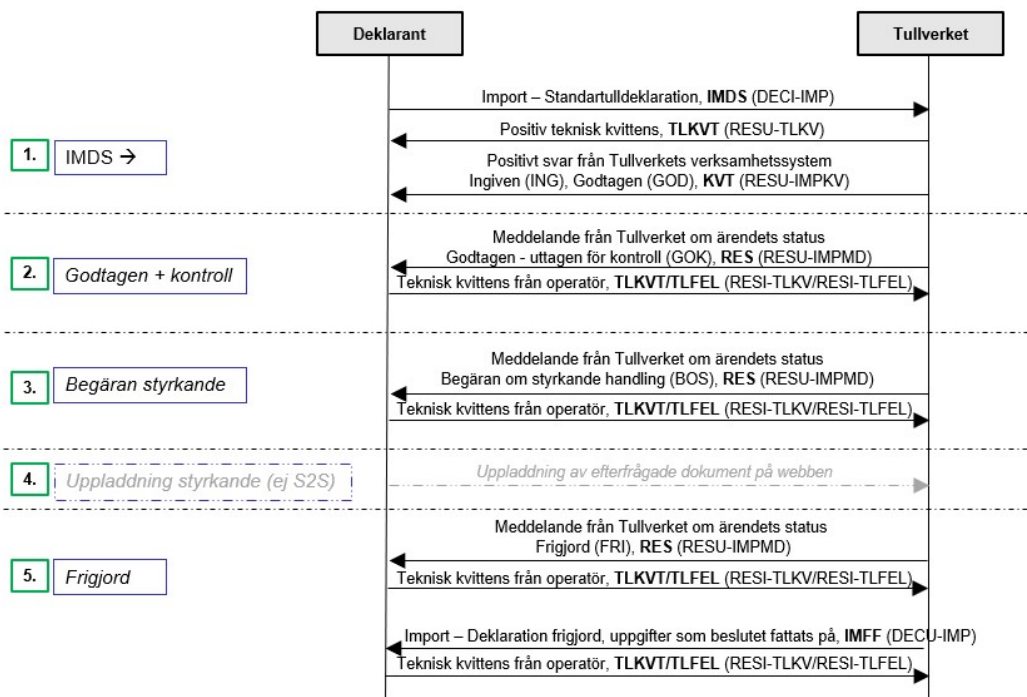 Deklarant
Tullverket
Import – Standartulldeklaration, IMDS (DECI-IMP)
Positiv teknisk kvittens, TLKVT (RESU-TLKV)
1.
IMDS →
Positivt svar från Tullverkets verksamhetssystem
Ingiven (ING), Godtagen (GOD), KVT (RESU-IMPKV)
2.
Godtagen + kontroll
Meddelande från Tullverket om ärendets status
Godtagen - uttagen för kontroll (GOK), RES (RESU-IMPMD)
Teknisk kvittens från operatör, TLKVT/TLFEL (RESI-TLKV/RESI-TLFEL)
3.
Begäran styrkande
Meddelande från Tullverket om ärendets status
Begäran om styrkande handling (BOS), RES (RESU-IMPMD)
Teknisk kvittens från operatör, TLKVT/TLFEL (RESI-TLKV/RESI-TLFEL)
4.
Uppladdning styrkande (ej S2S)
Uppladdning av efterfrågade dokument på webben
5.
Frigjord
Meddelande från Tullverket om ärendets status
Frigjord (FRI), RES (RESU-IMPMD)
Teknisk kvittens från operatör, TLKVT/TLFEL (RESI-TLKV/RESI-TLFEL)
Import – Deklaration frigjord, uppgifter som beslutet fattats på, IMFF (DECU-IMP)
Teknisk kvittens från operatör, TLKVT/TLFEL (RESI-TLKV/RESI-TLFEL)